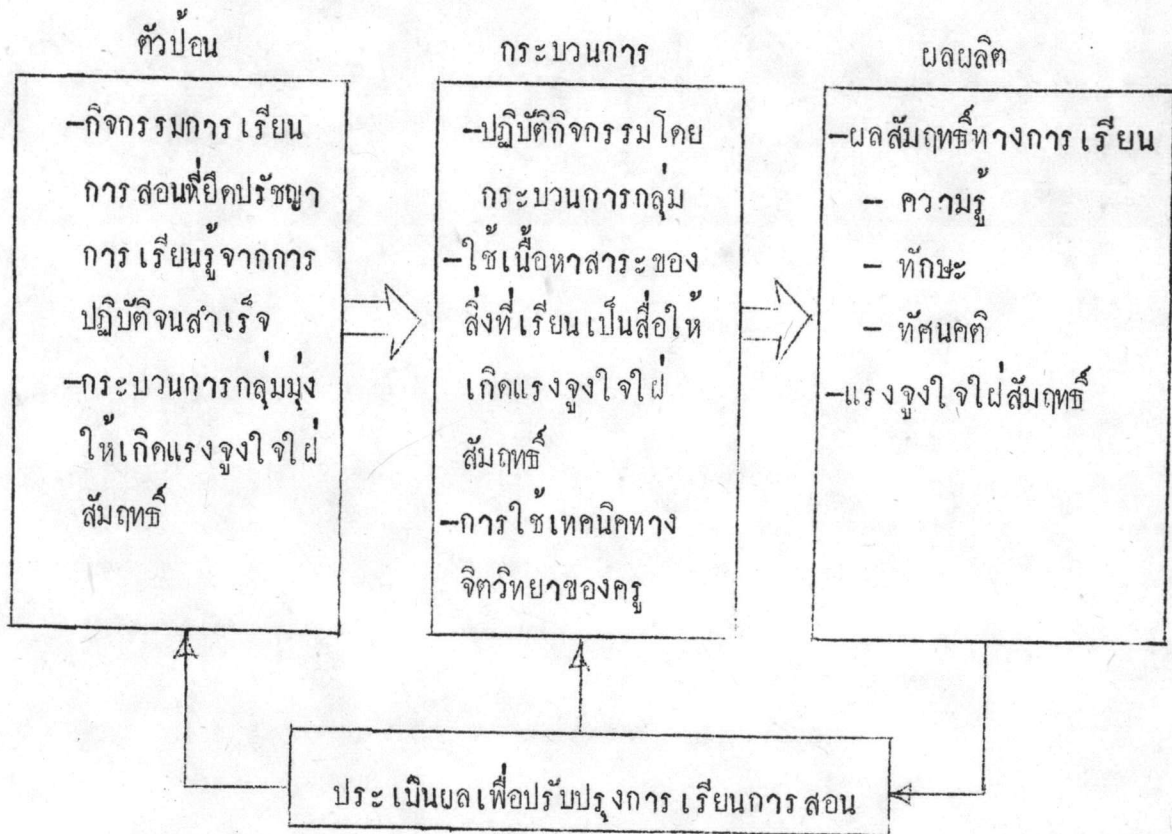 ตัวป้อน
-กิจกรรมการเรียน
การสอนที่ยึดปรัชญา
การเรียนรู้จากการ
ปฏิบัติจนสำเร็จ
-กระบวนการกลุ่มมุ่ง
ให้เกิดแรงจูงใจใฝ่
สัมฤทธิ์
กระบวนการ
-ปฏิบัติกิจกรรมโดย
กระบวนการกลุ่ม
-ใช้เนื้อหาสาระของ
สิ่งที่เรียนเป็นสื่อให้
เกิดแรงจูงใจใฝ่
สัมฤทธิ์
-การใช้เทคนิคทาง
จิตวิทยาของครู
ผลผลิต
-ผลสัมฤทธิ์ทางการเรียน
- ความรู้
- ทักษะ
- ทัศนคติ
-แรงจูงใจใฝ่สัมฤทธิ์
ประเมินผลเพื่อปรับปรุงการเรียนการสอน